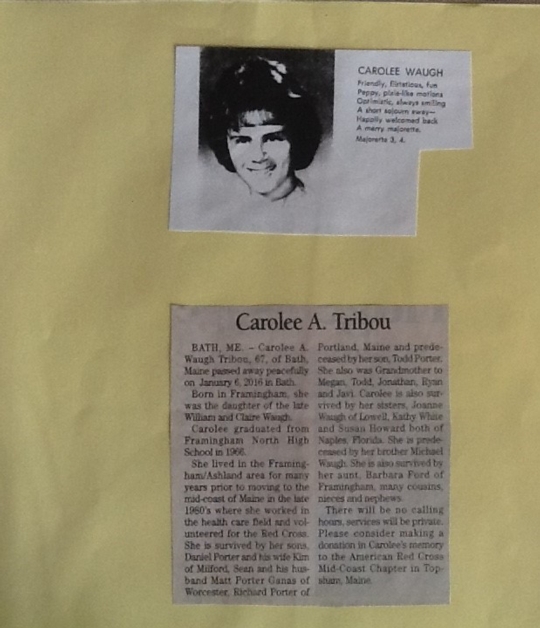 CAROLEE WAUGH
Friendly, flirtatious, fun
Peppy, pixie-like motions
Optimistic, always smiling
A short sojourn away—
Happily welcomed back
A merry majorette.
Majorette 3, 4.
Carolee A. Tribou
BATH, ME. – Carolee A.
Waugh Tribou, 67, of Bath,
Maine passed away peacefully
on January 6, 2016 in Bath.
Born in Framingham, she
was the daughter of the late
William and Claire Waugh.
Carolee graduated from
Framingham North High
School in 1966.
She lived in the Framing-
ham/Ashland area for many
years prior to moving to the
mid-coast of Maine in the late
1980's where she worked in
the health care field and vol-
unteered for the Red Cross.
She is survived by her sons,
Daniel Porter and his wife Kim
of Milford, Sean and his hus-
band Matt Porter Ganas of
Worcester, Richard Porter of
Portland, Maine and prede-
ceased by her son, Todd Porter.
She also was Grandmother to
Megan, Todd, Jonathan, Ryan
and Javi. Carolee is also sur-
vived by her sisters, Joanne
Waugh of Lowell, Kathy White
and Susan Howard both of
Naples, Florida. She is prede-
ceased by her brother Michael
Waugh. She is also survived by
her aunt, Barbara Ford of
Framingham, many cousins,
nieces and nephews.
There will be no calling
hours, services will be private.
Please consider making a
donation in Carolee's memory
to the American Red Cross
Mid-Coast Chapter in Top-
sham, Maine.